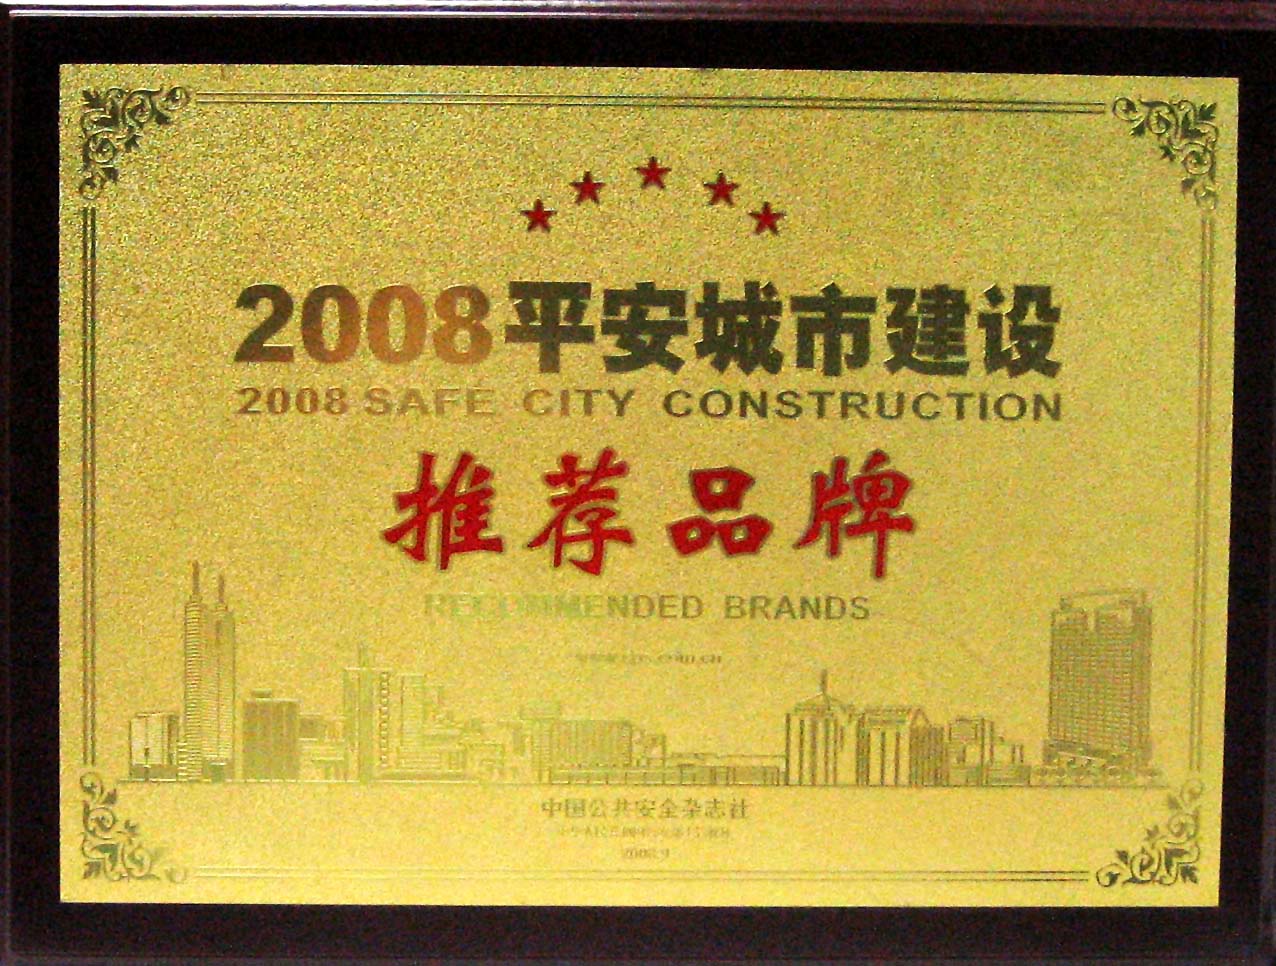 2008平安城市建设
2008 SAFE CITY CONSTRUCTION
推荐品牌
RECOMMENDED BRANDS
中国公共安全杂志社